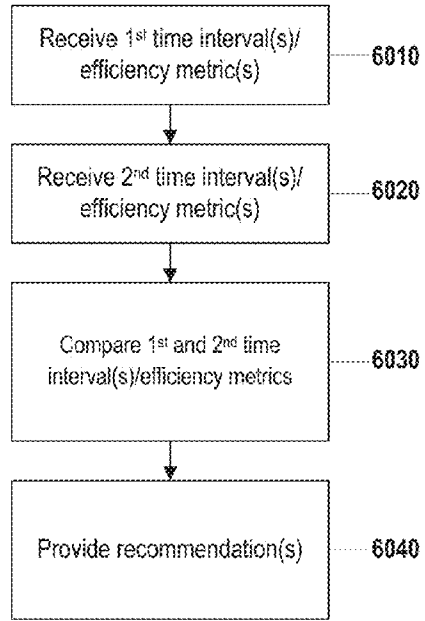 Receive 1st time interval(s)/
efficiency metric(s)
6010
Receive 2nd time interval(s)/
efficiency metric(s)
6020
Compare 1st and 2nd time
interval(s)/efficiency metrics
6030
Provide recommendation(s)
6040